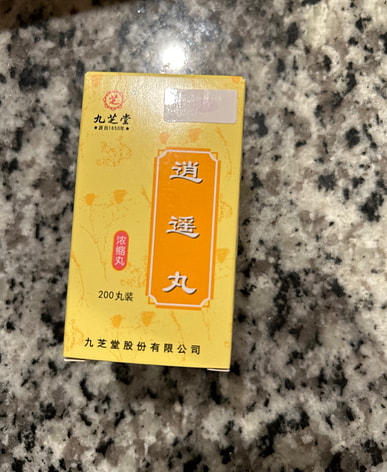 芝
九芝堂
源自1650年
逍遥丸
浓缩丸
200丸装
九芝堂股份有限公司